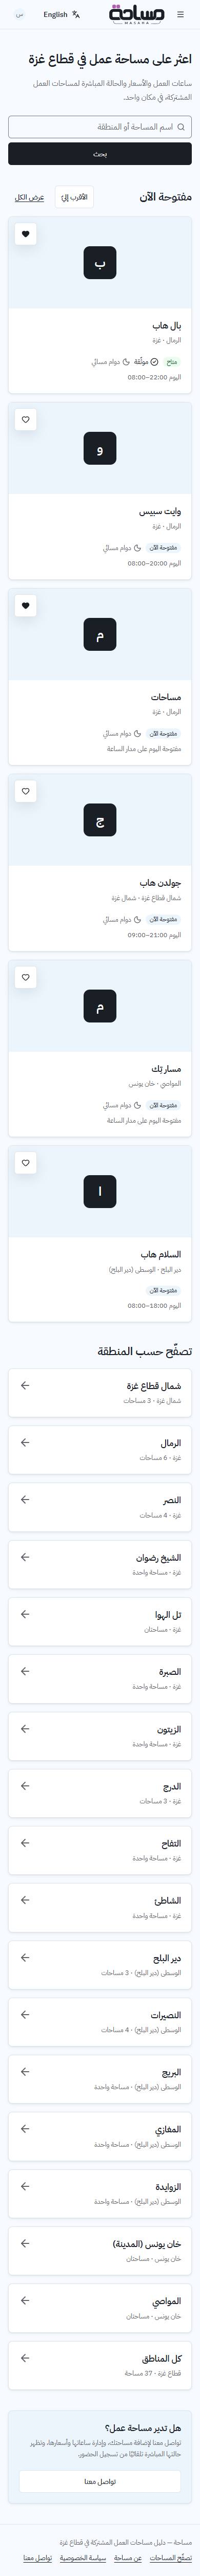 مساحة
MASAHA
English
س
اعثر على مساحة عمل في قطاع غزة
ساعات العمل والأسعار والحالة المباشرة لمساحات العمل
المشتركة، في مكان واحد.
اسم المساحة أو المنطقة
بحث
مفتوحة الآن
الأقرب إليّ
عرض الكل
ب
بال هاب
الرمال · غزة
متاح
موثّقة
دوام مسائي
اليوم 22:00–08:00
و
وايت سبيس
الرمال · غزة
مفتوحة الآن
دوام مسائي
اليوم 20:00–08:00
م
مساحات
الرمال · غزة
مفتوحة الآن
دوام مسائي
مفتوحة اليوم على مدار الساعة
ج
جولدن هاب
شمال قطاع غزة · شمال غزة
مفتوحة الآن
دوام مسائي
اليوم 21:00–09:00
م
مسار تك
المواصي · خان يونس
مفتوحة الآن
دوام مسائي
مفتوحة اليوم على مدار الساعة
ا
السلام هاب
دير البلح · الوسطى (دير البلح)
مفتوحة الآن
اليوم 18:00–08:00
تصفّح حسب المنطقة
شمال قطاع غزة
شمال غزة · 3 مساحات
الرمال
غزة · 6 مساحات
النصر
غزة · 4 مساحات
الشيخ رضوان
غزة · مساحة واحدة
تل الهوا
غزة · مساحتان
الصبرة
غزة · مساحة واحدة
الزيتون
غزة · مساحة واحدة
الدرج
غزة · 3 مساحات
التفاح
غزة · مساحة واحدة
الشاطئ
غزة · مساحة واحدة
دير البلح
الوسطى (دير البلح) · 3 مساحات
النصيرات
الوسطى (دير البلح) · 4 مساحات
البريج
الوسطى (دير البلح) · مساحة واحدة
المغازي
الوسطى (دير البلح) · مساحة واحدة
الزوايدة
الوسطى (دير البلح) · مساحة واحدة
خان يونس (المدينة)
خان يونس · مساحتان
المواصي
خان يونس · مساحتان
كل المناطق
قطاع غزة · 37 مساحة
هل تدير مساحة عمل؟
تواصل معنا لإضافة مساحتك، وإدارة ساعاتها وأسعارها، وتظهر
حالتها المباشرة تلقائيًا من تسجيل الحضور.
تواصل معنا
مساحة — دليل مساحات العمل المشتركة في قطاع غزة
تصفّح المساحات
عن مساحة
سياسة الخصوصية
تواصل معنا